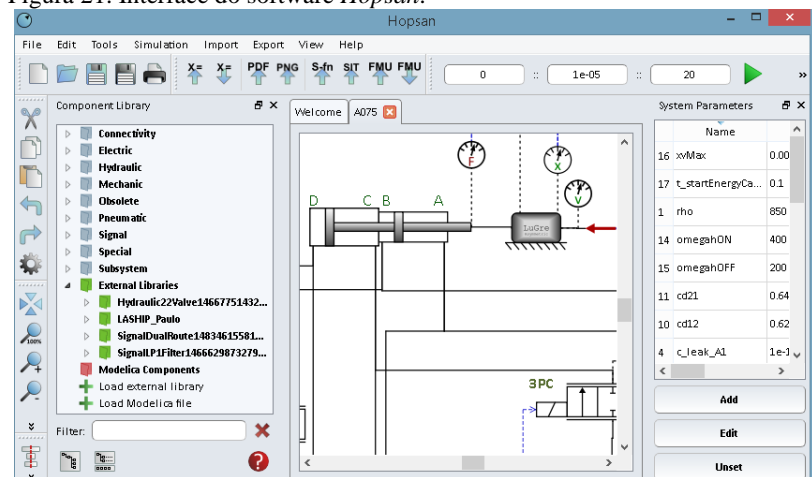 Figura 21: Interface do software Hopsan.
Hopsan
File Edit Tools Simulation Import Export View Help
X= X= PDF PNG S-fn SIT FMU FMU 0 :: 1e-05 :: 20 »
Component Library
Connectivity
Electric
Hydraulic
Mechanic
Obsolete
Pneumatic
Signal
Special
Subsystem
External Libraries
Hydraulic22Valve14667751432...
LASHIP_Paulo
SignalDualRoute14834615581...
SignalLP1Filter1466629873279...
Modelica Components
Load external library
Load Modelica file
Filter:
100%
Welcome A075
F X
V
D C B A
LuGre
3PC
System Parameters
Name
16 xvMax 0.00
17 t_startEnergyCa... 0.1
1 rho 850
14 omegahON 400
15 omegahOFF 200
11 cd21 0.64
10 cd12 0.62
4 c_leak_A1 1e-1
Add
Edit
Unset